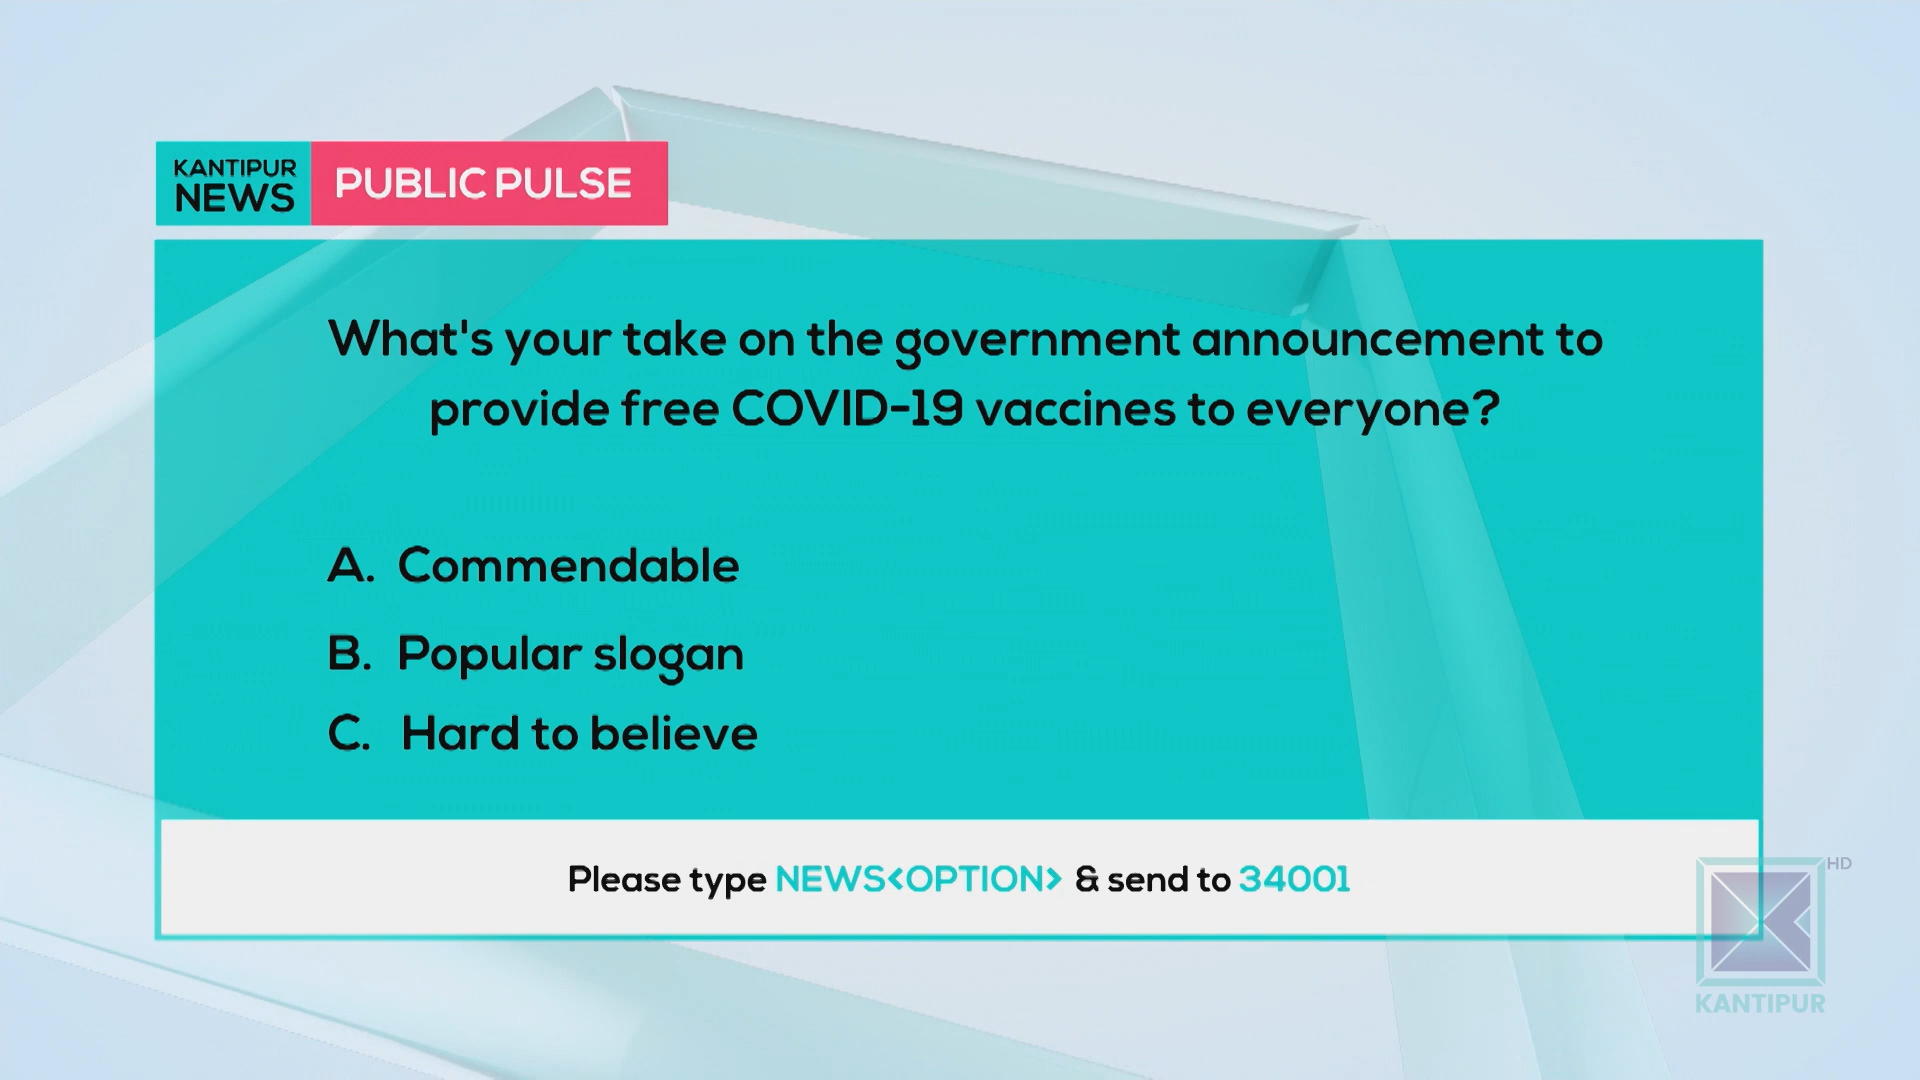 KANTIPUR
NEWS
PUBLIC PULSE
What's your take on the government announcement to
provide free COVID-19 vaccines to everyone?
A. Commendable
B. Popular slogan
C. Hard to believe
Please type NEWS<OPTION> & send to 34001
HD
KANTIPUR